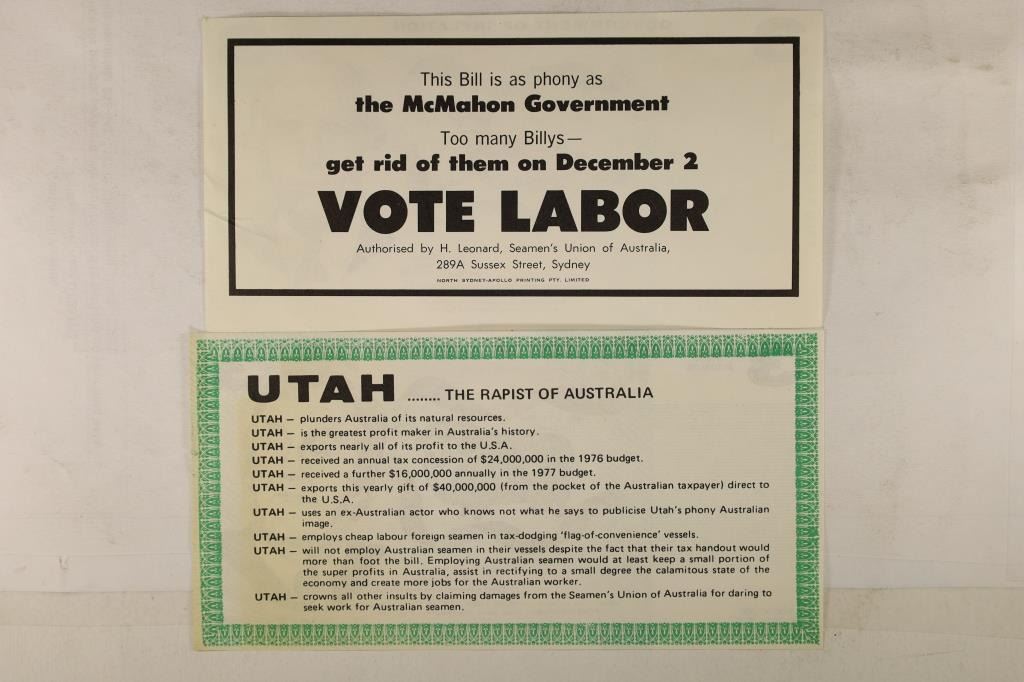 This Bill is as phony as
the McMahon Government
Too many Billys—
get rid of them on December 2
VOTE LABOR
Authorised by H. Leonard, Seamen's Union of Australia,
289A Sussex Street, Sydney
NORTH SYDNEY-APOLLO PRINTING PTY. LIMITED
UTAH ........ THE RAPIST OF AUSTRALIA
UTAH – plunders Australia of its natural resources.
UTAH – is the greatest profit maker in Australia's history.
UTAH – exports nearly all of its profit to the U.S.A.
UTAH – received an annual tax concession of $24,000,000 in the 1976 budget.
UTAH – received a further $16,000,000 annually in the 1977 budget.
UTAH – exports this yearly gift of $40,000,000 (from the pocket of the Australian taxpayer) direct to
the U.S.A.
UTAH – uses an ex-Australian actor who knows not what he says to publicise Utah's phony Australian
image.
UTAH – employs cheap labour foreign seamen in tax-dodging 'flag-of-convenience' vessels.
UTAH – will not employ Australian seamen in their vessels despite the fact that their tax handout would
more than foot the bill. Employing Australian seamen would at least keep a small portion of
the super profits in Australia, assist in rectifying to a small degree the calamitous state of the
economy and create more jobs for the Australian worker.
UTAH – crowns all other insults by claiming damages from the Seamen's Union of Australia for daring to
seek work for Australian seamen.